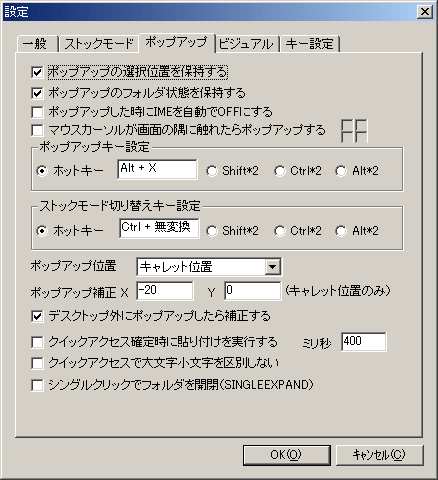 設定
一般 ストックモード ポップアップ ビジュアル キー設定
ポップアップの選択位置を保持する
ポップアップのフォルダ状態を保持する
ポップアップした時にIMEを自動でOFFにする
マウスカーソルが画面の隅に触れたらポップアップする
ポップアップキー設定
ホットキー Alt + X Shift*2 Ctrl*2 Alt*2
ストックモード切り替えキー設定
ホットキー Ctrl + 無変換 Shift*2 Ctrl*2 Alt*2
ポップアップ位置 キャレット位置
ポップアップ補正 X -20 Y 0 (キャレット位置のみ)
デスクトップ外にポップアップしたら補正する
クイックアクセス確定時に貼り付けを実行する ミリ秒 400
クイックアクセスで大文字小文字を区別しない
シングルクリックでフォルダを開閉(SINGLEEXPAND)
OK(O) キャンセル(C)